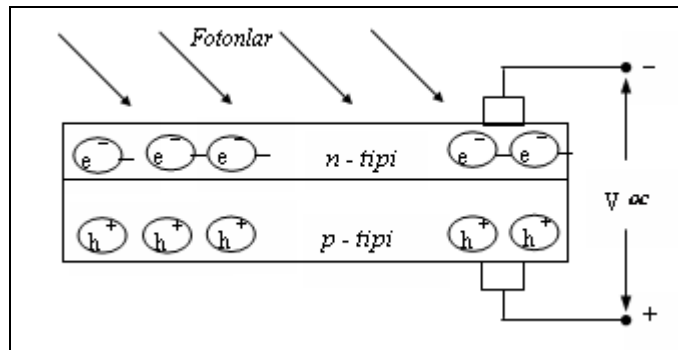 Fotonlar
−
e⁻ e⁻ e⁻ n - tipi e⁻ e⁻
V oc
h⁺ h⁺ h⁺ p - tipi h⁺ h⁺
+